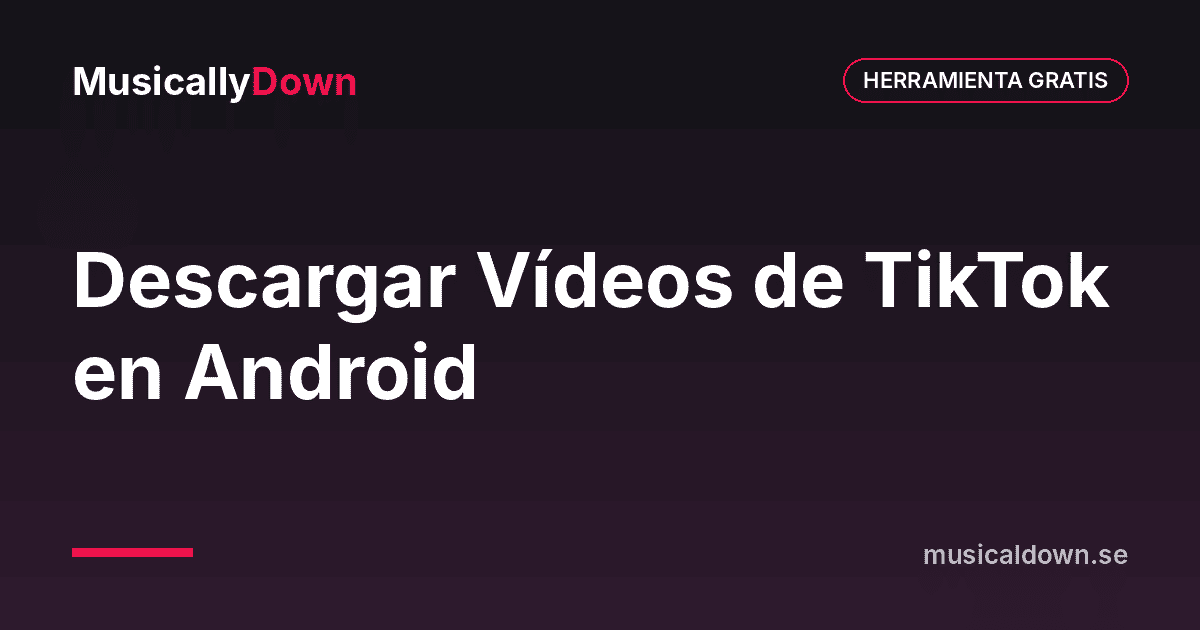 MusicallyDown
HERRAMIENTA GRATIS
Descargar Vídeos de TikTok
en Android
musicaldown.se